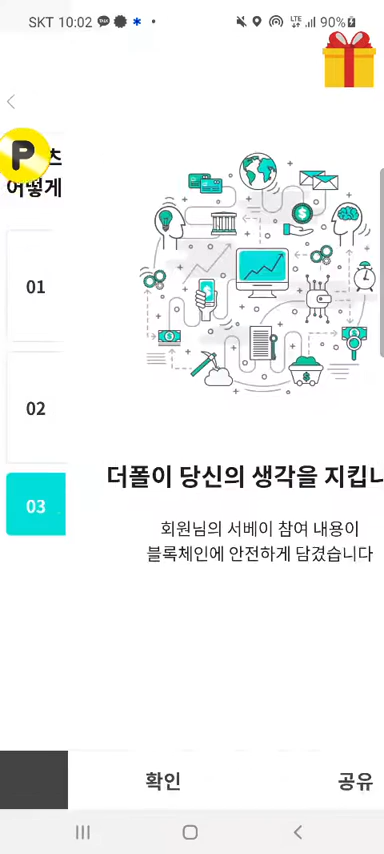 SKT 10:02
LTE
90%
P
츠
어떻게
01
02
03
더폴이 당신의 생각을 지킵
회원님의 서베이 참여 내용이
블록체인에 안전하게 담겼습니다
확인
공유